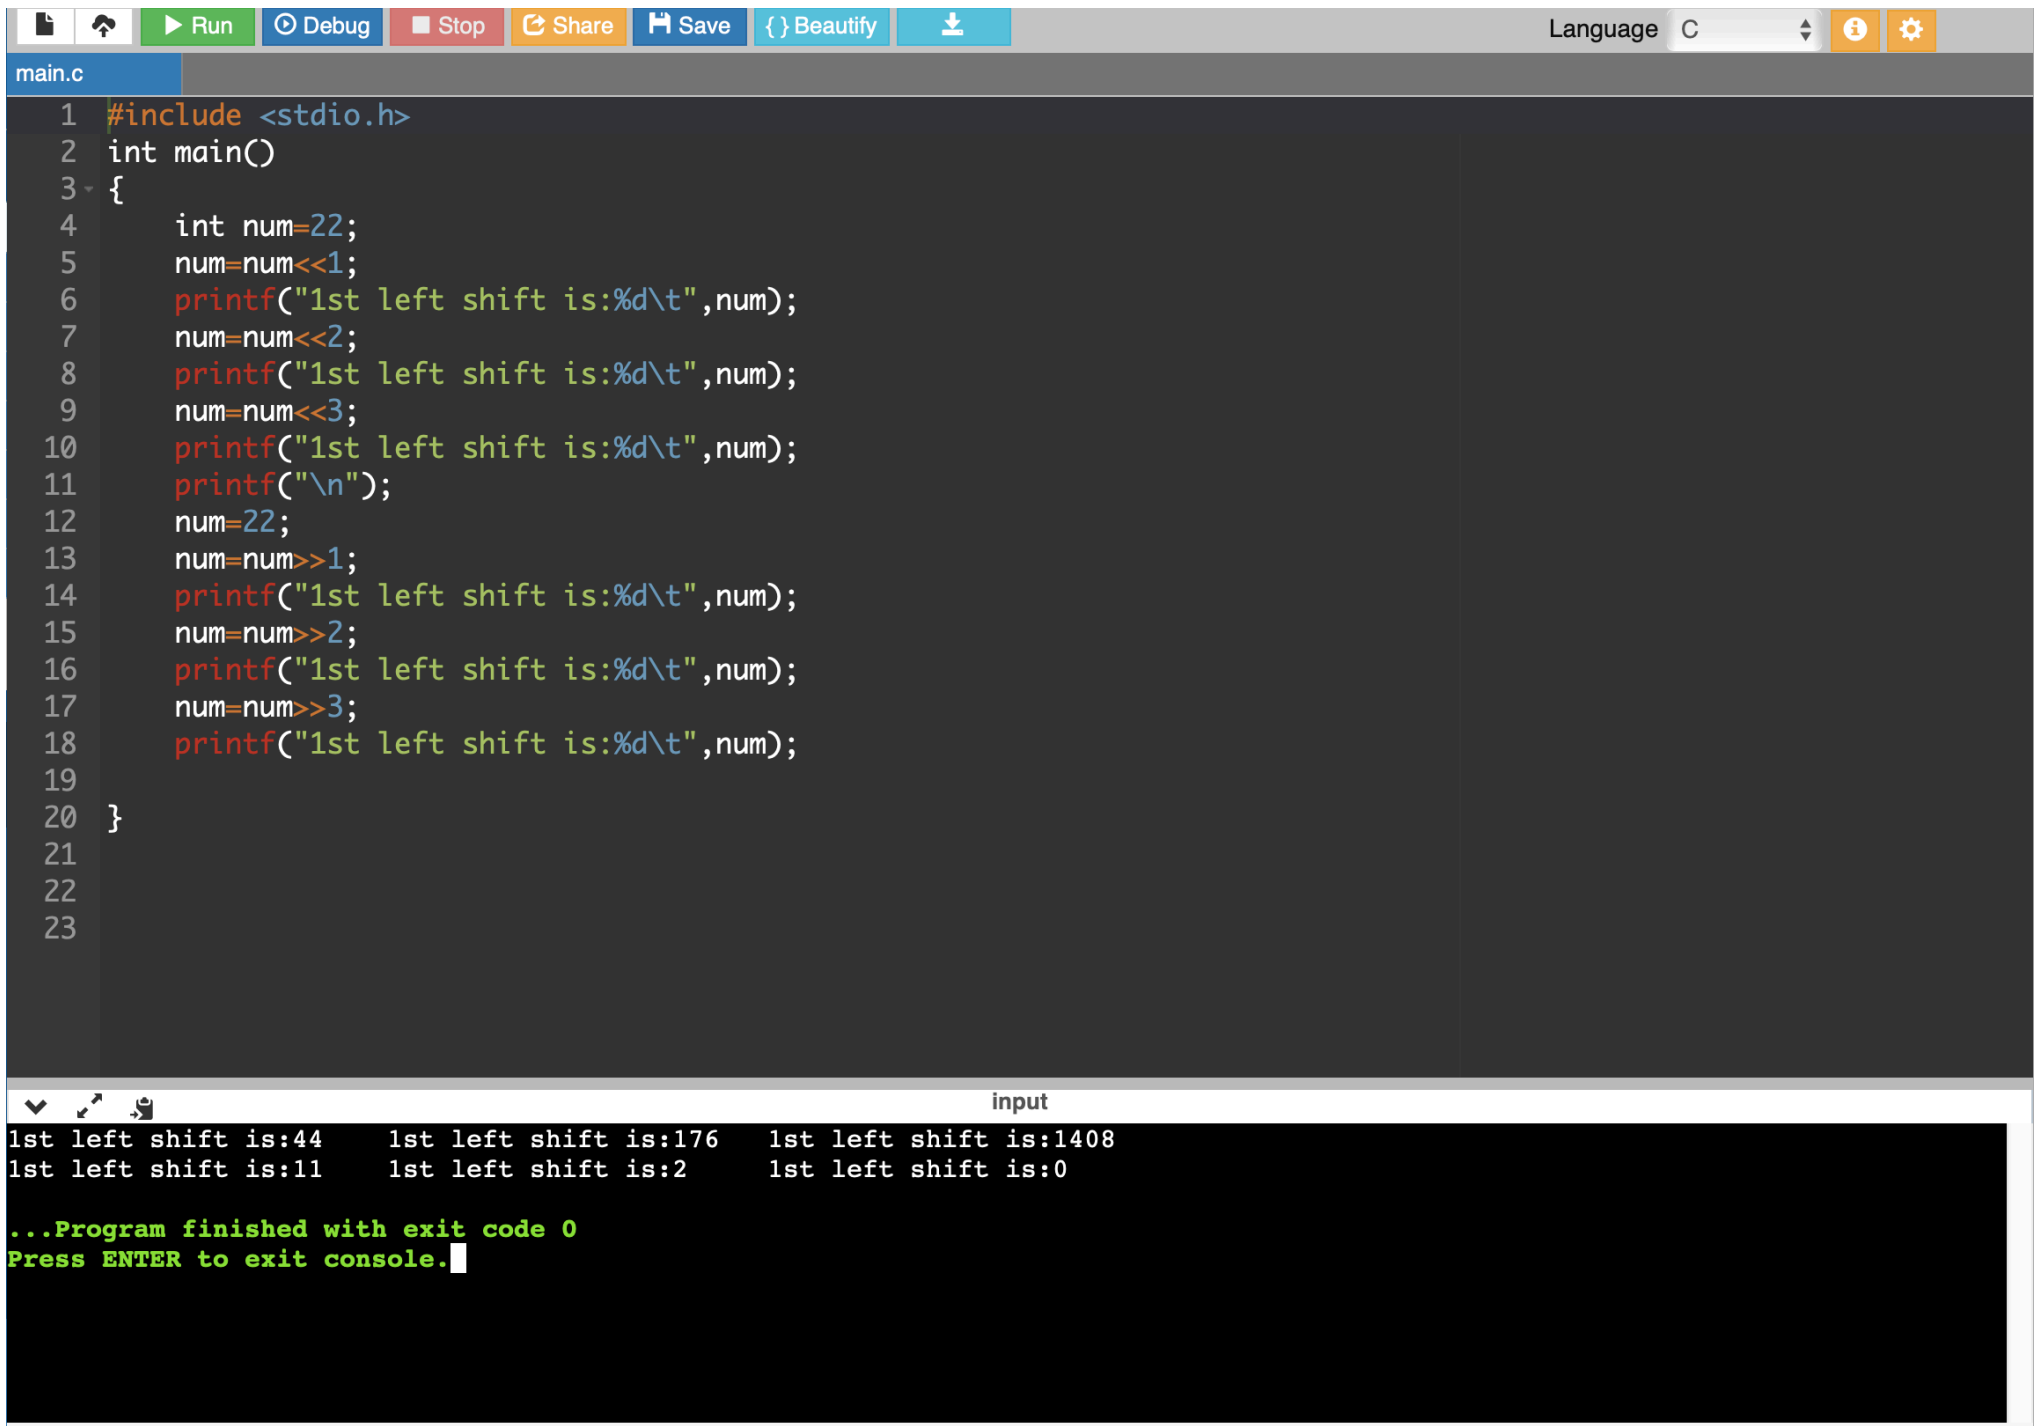 Run Debug Stop Share Save { } Beautify Language C
main.c
1 #include <stdio.h>
2 int main()
3 {
4 int num=22;
5 num=num<<1;
6 printf("1st left shift is:%d\t",num);
7 num=num<<2;
8 printf("1st left shift is:%d\t",num);
9 num=num<<3;
10 printf("1st left shift is:%d\t",num);
11 printf("\n");
12 num=22;
13 num=num>>1;
14 printf("1st left shift is:%d\t",num);
15 num=num>>2;
16 printf("1st left shift is:%d\t",num);
17 num=num>>3;
18 printf("1st left shift is:%d\t",num);
19
20 }
21
22
23
input
1st left shift is:44 1st left shift is:176 1st left shift is:1408
1st left shift is:11 1st left shift is:2 1st left shift is:0
...Program finished with exit code 0
Press ENTER to exit console.